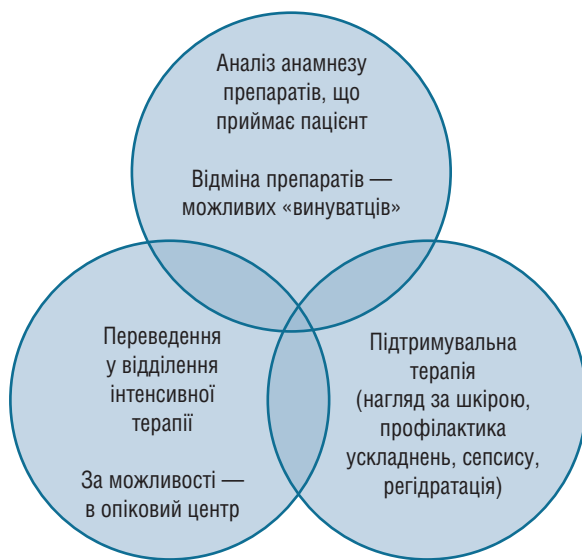 Аналіз анамнезу
препаратів, що
приймає пацієнт
Відміна препаратів —
можливих «винуватців»
Переведення
у відділення
інтенсивної
терапії
За можливості —
в опіковий центр
Підтримувальна
терапія
(нагляд за шкірою,
профілактика
ускладнень, сепсису,
регідратація)